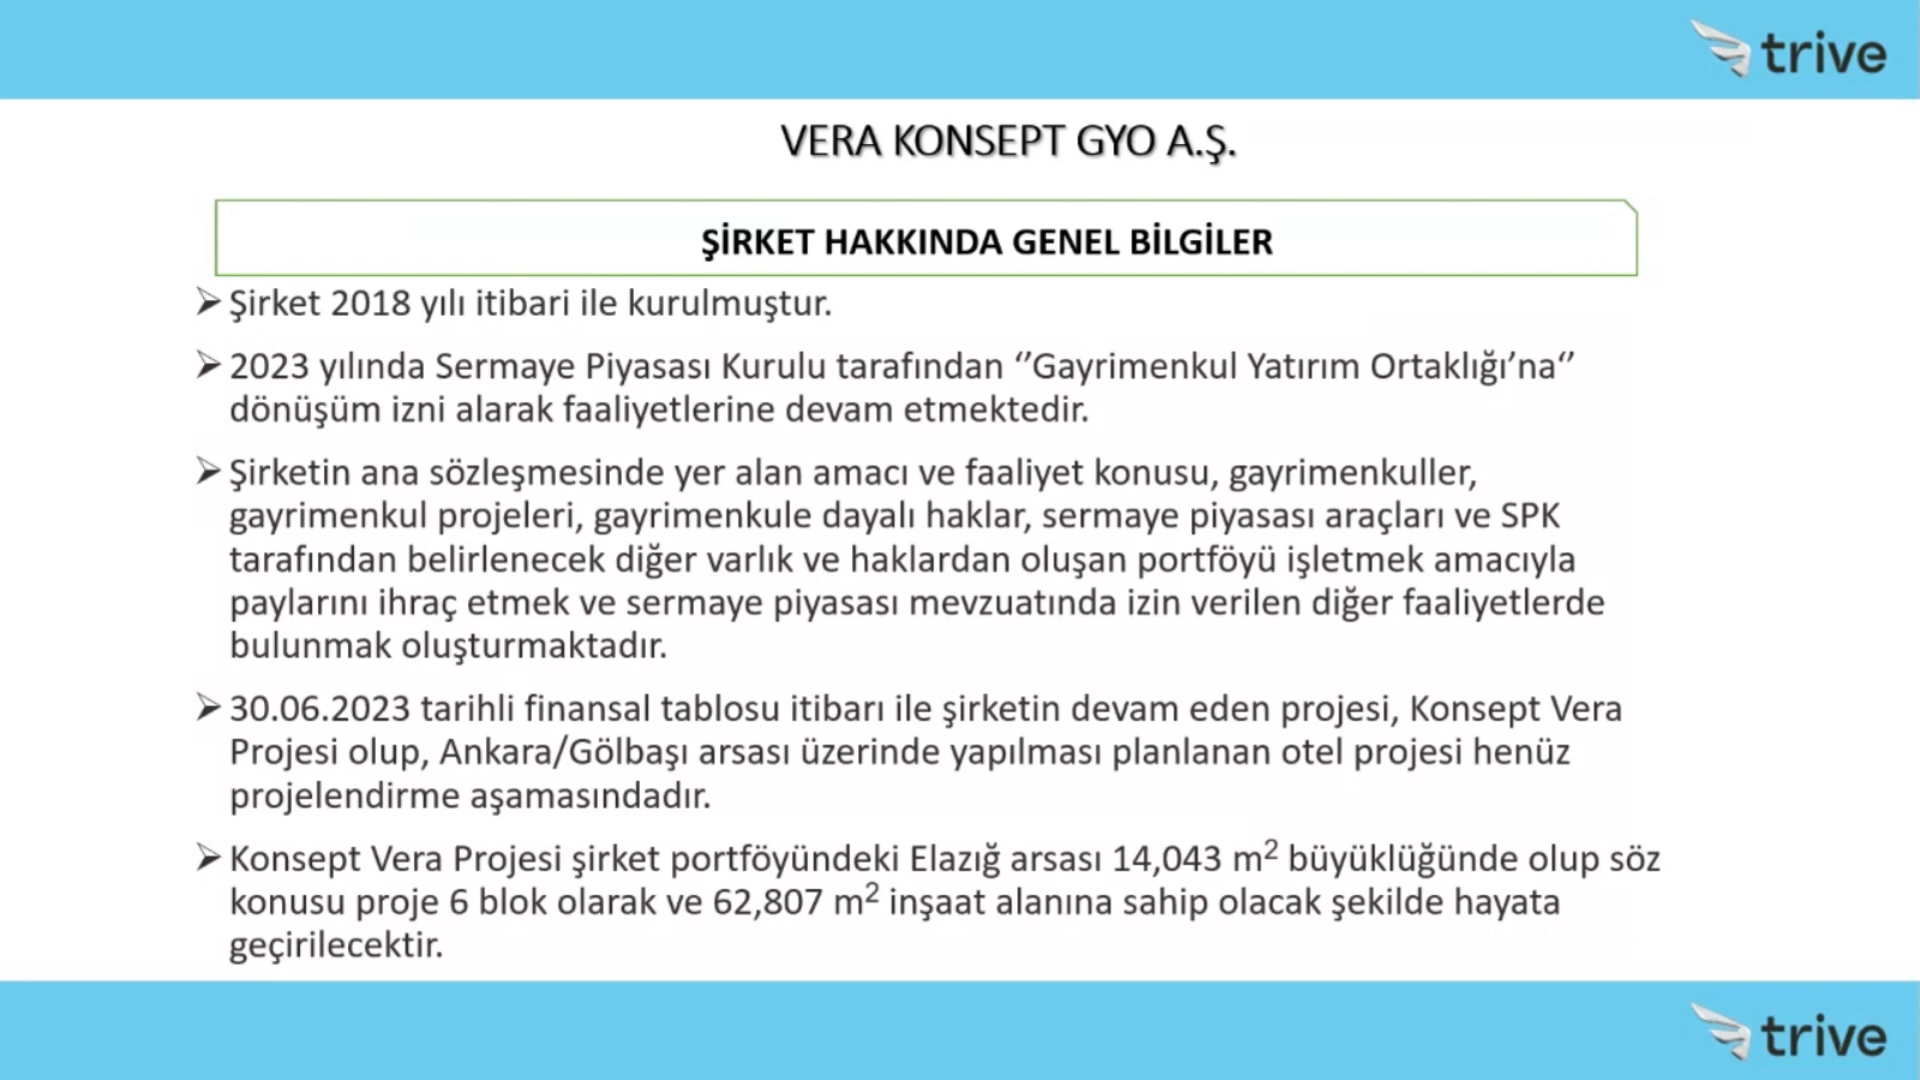 trive
VERA KONSEPT GYO A.Ş.
ŞİRKET HAKKINDA GENEL BİLGİLER
➢ Şirket 2018 yılı itibari ile kurulmuştur.
➢ 2023 yılında Sermaye Piyasası Kurulu tarafından ‘’Gayrimenkul Yatırım Ortaklığı’na‘’
dönüşüm izni alarak faaliyetlerine devam etmektedir.
➢ Şirketin ana sözleşmesinde yer alan amacı ve faaliyet konusu, gayrimenkuller,
gayrimenkul projeleri, gayrimenkule dayalı haklar, sermaye piyasası araçları ve SPK
tarafından belirlenecek diğer varlık ve haklardan oluşan portföyü işletmek amacıyla
paylarını ihraç etmek ve sermaye piyasası mevzuatında izin verilen diğer faaliyetlerde
bulunmak oluşturmaktadır.
➢ 30.06.2023 tarihli finansal tablosu itibarı ile şirketin devam eden projesi, Konsept Vera
Projesi olup, Ankara/Gölbaşı arsası üzerinde yapılması planlanan otel projesi henüz
projelendirme aşamasındadır.
➢ Konsept Vera Projesi şirket portföyündeki Elazığ arsası 14,043 m² büyüklüğünde olup söz
konusu proje 6 blok olarak ve 62,807 m² inşaat alanına sahip olacak şekilde hayata
geçirilecektir.
trive